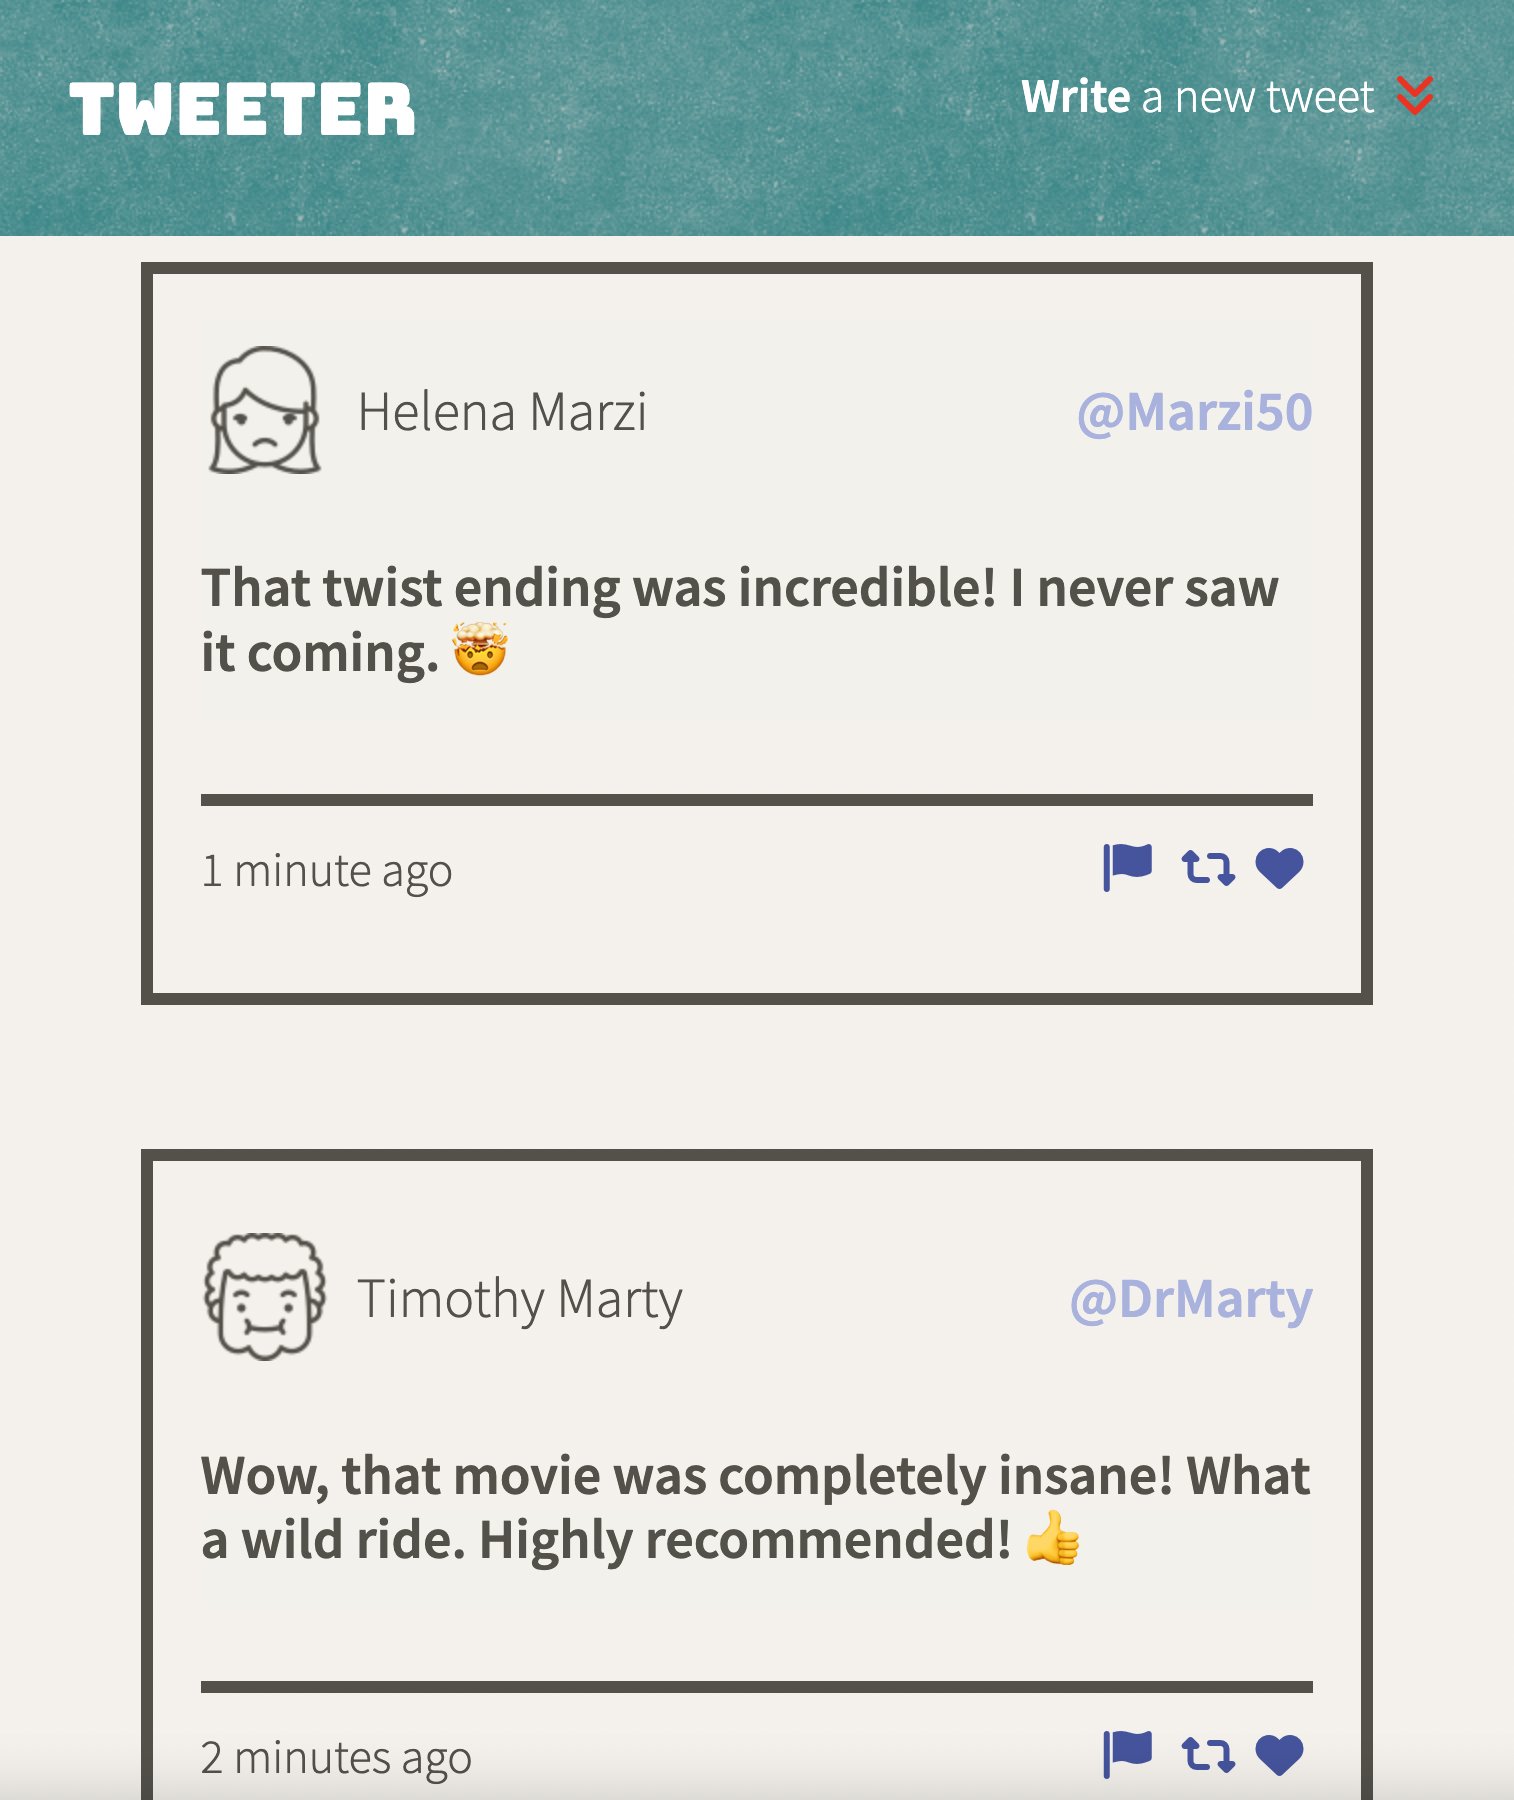 TWEETER
Write a new tweet
Helena Marzi
@Marzi50
That twist ending was incredible! I never saw
it coming. 🤯
1 minute ago
Timothy Marty
@DrMarty
Wow, that movie was completely insane! What
a wild ride. Highly recommended! 👍
2 minutes ago